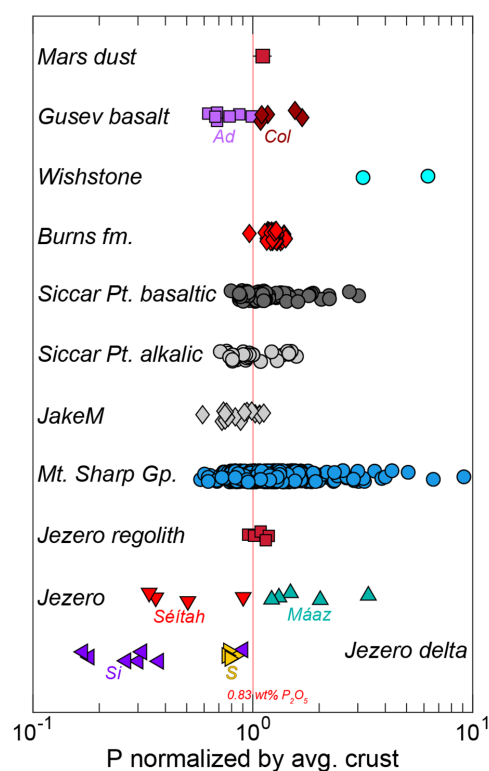 Mars dust
Gusev basalt
Ad
Col
Wishstone
Burns fm.
Siccar Pt. basaltic
Siccar Pt. alkalic
JakeM
Mt. Sharp Gp.
Jezero regolith
Jezero
Séítah
Máaz
Jezero delta
Si
S
0.83 wt% P₂O₅
10⁻¹ 10⁰ 10¹
P normalized by avg. crust